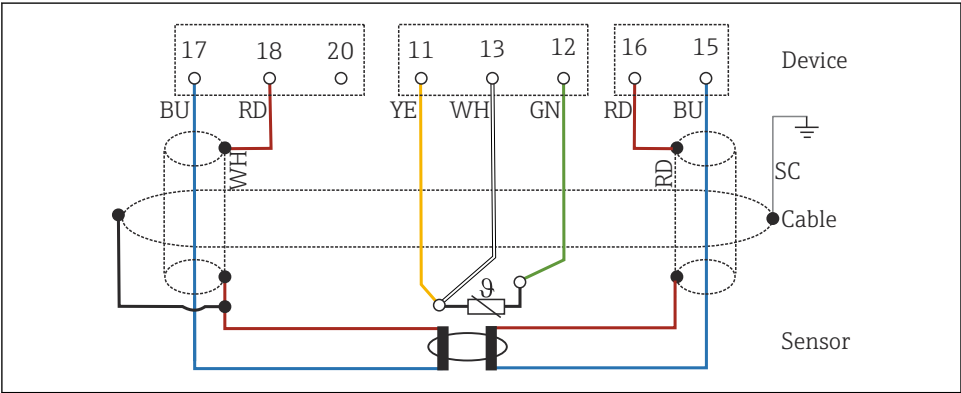 17 18 20 11 13 12 16 15
Device
BU RD YE WH GN RD BU
WH RD SC
Cable
ϑ
Sensor